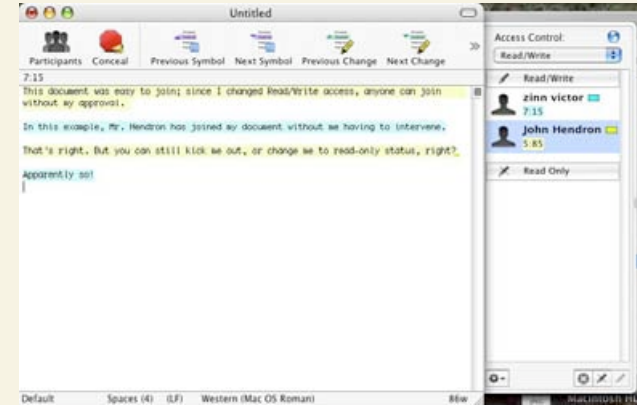 Untitled
Participants Conceal Previous Symbol Next Symbol Previous Change Next Change
7:15
This document was easy to join; since I changed Read/Write access, anyone can join
without my approval.
In this example, Mr. Hendron has joined my document without me having to intervene.
That's right. But you can still kick me out, or change me to read-only status, right?
Apparently so!
Default Spaces (4) (LF) Western (Mac OS Roman) 86w
Access Control:
Read/Write
Read/Write
zinn victor
7:15
John Hendron
5:85
Read Only
Macintosh